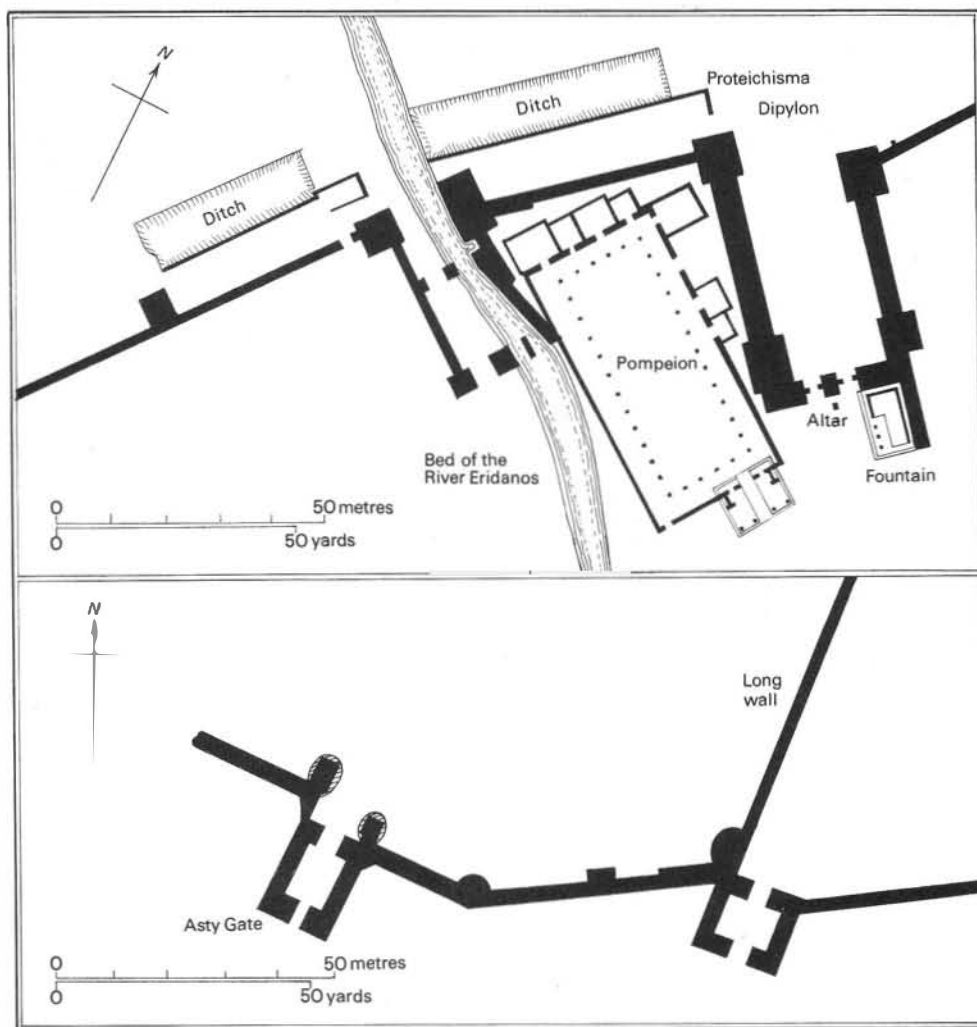 N
Ditch
Proteichisma
Dipylon
Ditch
Pompeion
Altar
Bed of the
River Eridanos
Fountain
0 50 metres
0 50 yards
N
Long
wall
Asty Gate
0 50 metres
0 50 yards